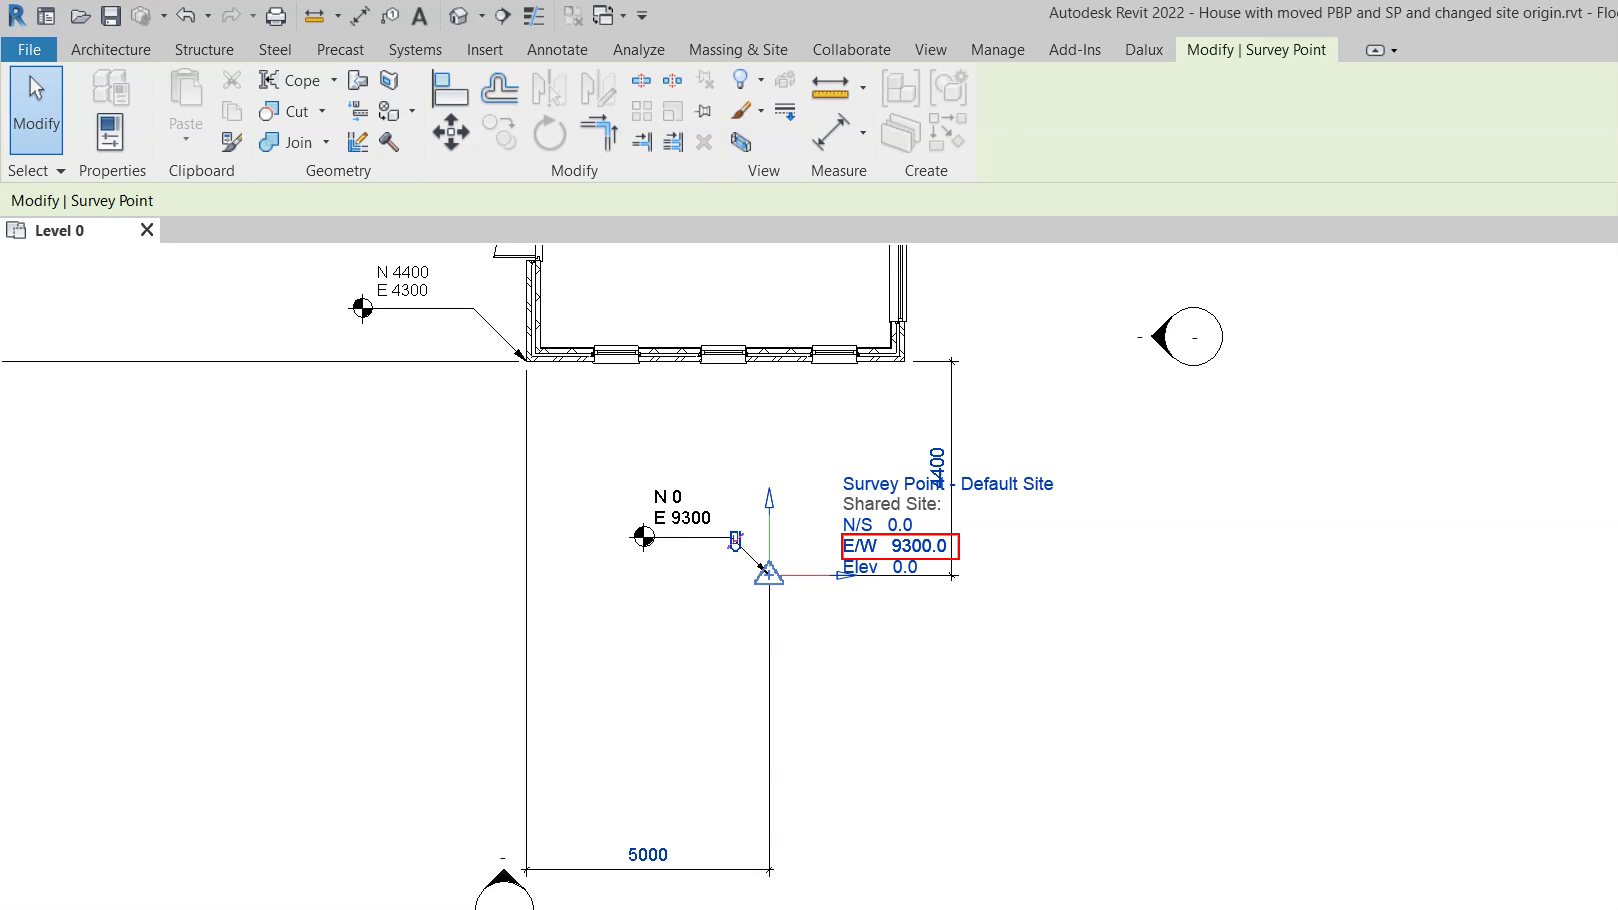 Autodesk Revit 2022 - House with moved PBP and SP and changed site origin.rvt - Floo
File Architecture Structure Steel Precast Systems Insert Annotate Analyze Massing & Site Collaborate View Manage Add-Ins Dalux Modify | Survey Point
Modify
Paste
Cope
Cut
Join
Select Properties Clipboard Geometry Modify View Measure Create
Modify | Survey Point
Level 0
N 4400
E 4300
-
-
4400
Survey Point - Default Site
Shared Site:
N/S 0.0
E/W 9300.0
Elev 0.0
N 0
E 9300
5000
-